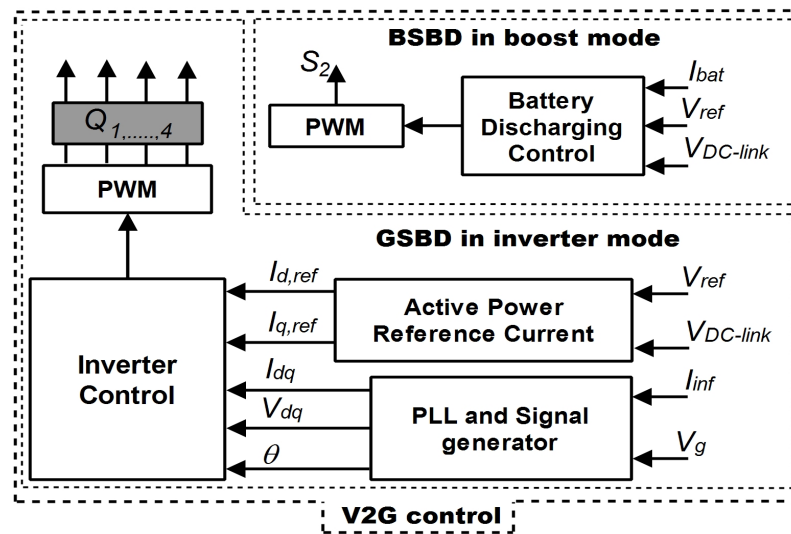 BSBD in boost mode
S2
PWM
Battery
Discharging
Control
Ibat
Vref
VDC-link
Q1,.....,4
PWM
GSBD in inverter mode
Inverter
Control
Id,ref
Iq,ref
Idq
Vdq
θ
Active Power
Reference Current
Vref
VDC-link
PLL and Signal
generator
Iinf
Vg
V2G control